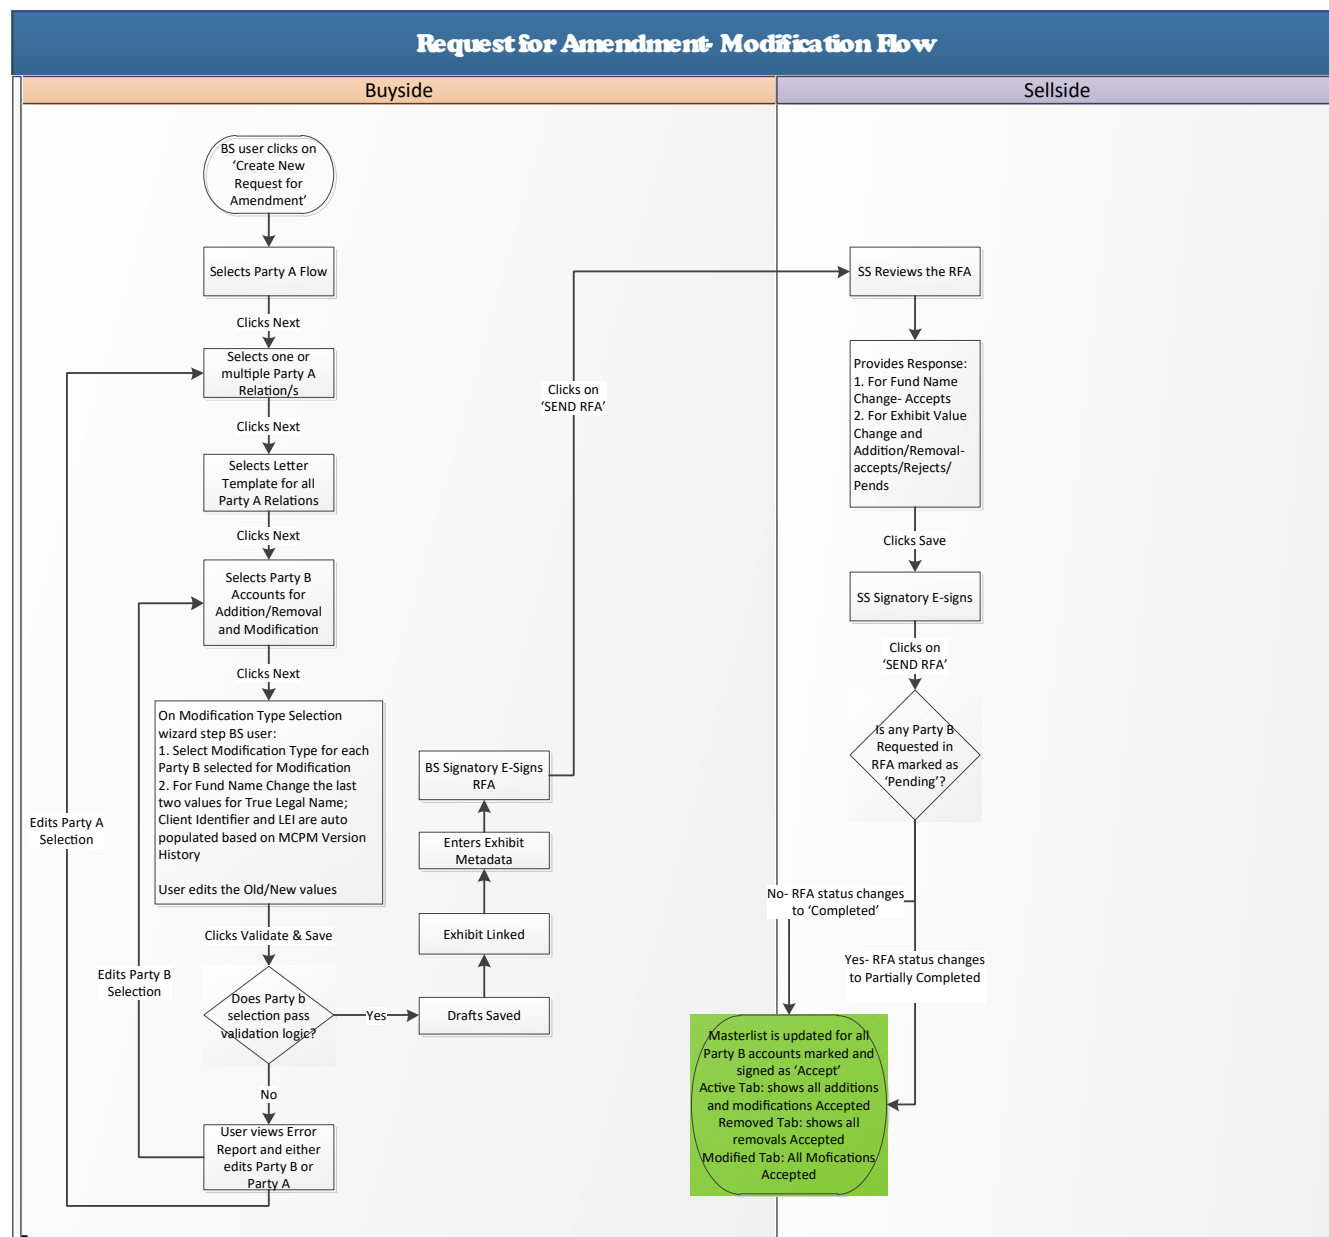 Request for Amendment- Modification Flow
Buyside
Sellside
BS user clicks on
‘Create New
Request for
Amendment’
Selects Party A Flow
Clicks Next
Selects one or
multiple Party A
Relation/s
Clicks Next
Selects Letter
Template for all
Party A Relations
Clicks Next
Selects Party B
Accounts for
Addition/Removal
and Modification
Clicks Next
On Modification Type Selection
wizard step BS user:
1. Select Modification Type for each
Party B selected for Modification
2. For Fund Name Change the last
two values for True Legal Name;
Client Identifier and LEI are auto
populated based on MCPM Version
History
User edits the Old/New values
Clicks Validate & Save
Does Party b
selection pass
validation logic?
Yes
No
User views Error
Report and either
edits Party B or
Party A
Edits Party A
Selection
Edits Party B
Selection
Drafts Saved
Exhibit Linked
Enters Exhibit
Metadata
BS Signatory E-Signs
RFA
Clicks on
‘SEND RFA’
SS Reviews the RFA
Provides Response:
1. For Fund Name
Change- Accepts
2. For Exhibit Value
Change and
Addition/Removal-
accepts/Rejects/
Pends
Clicks Save
SS Signatory E-signs
Clicks on
‘SEND RFA’
Is any Party B
Requested in
RFA marked as
‘Pending’?
No- RFA status changes
to ‘Completed’
Yes- RFA status changes
to Partially Completed
Masterlist is updated for all
Party B accounts marked and
signed as ‘Accept’
Active Tab: shows all additions
and modifications Accepted
Removed Tab: shows all
removals Accepted
Modified Tab: All Mofications
Accepted